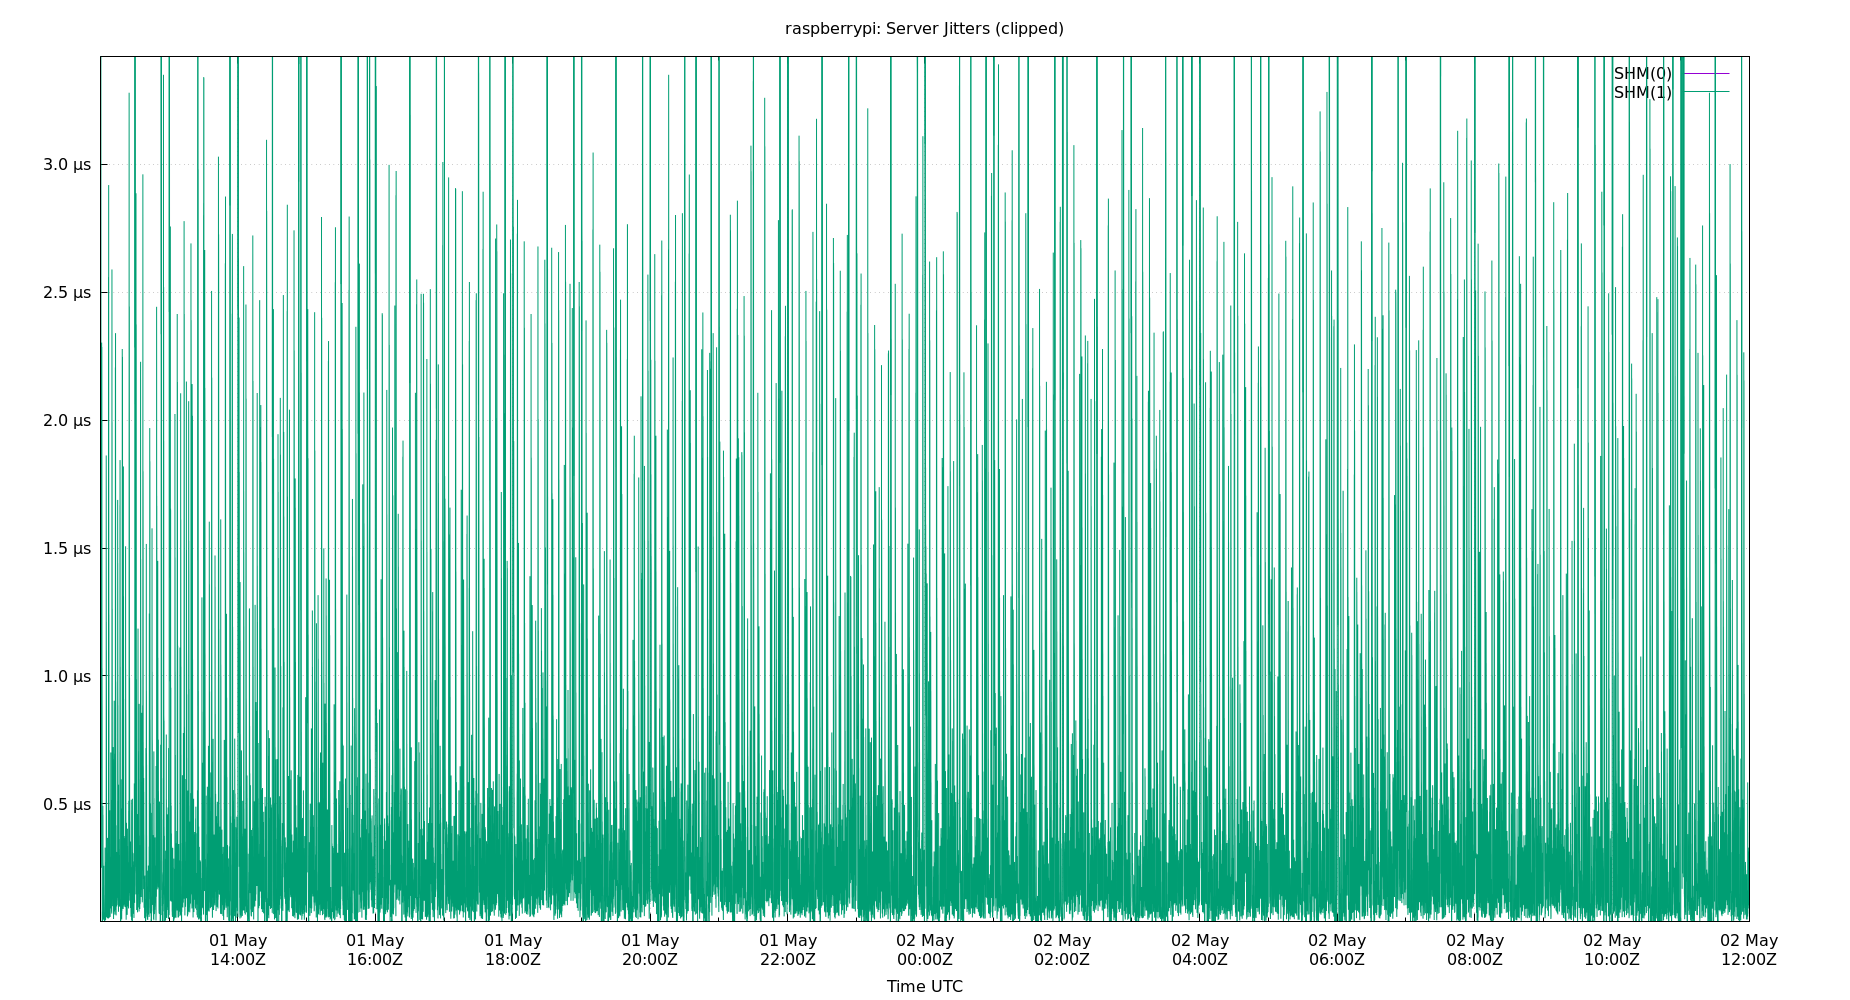 raspberrypi: Server Jitters (clipped)
SHM(0)
SHM(1)
3.0 µs
2.5 µs
2.0 µs
1.5 µs
1.0 µs
0.5 µs
01 May 01 May 01 May 01 May 01 May 02 May 02 May 02 May 02 May 02 May 02 May 02 May
14:00Z 16:00Z 18:00Z 20:00Z 22:00Z 00:00Z 02:00Z 04:00Z 06:00Z 08:00Z 10:00Z 12:00Z
Time UTC